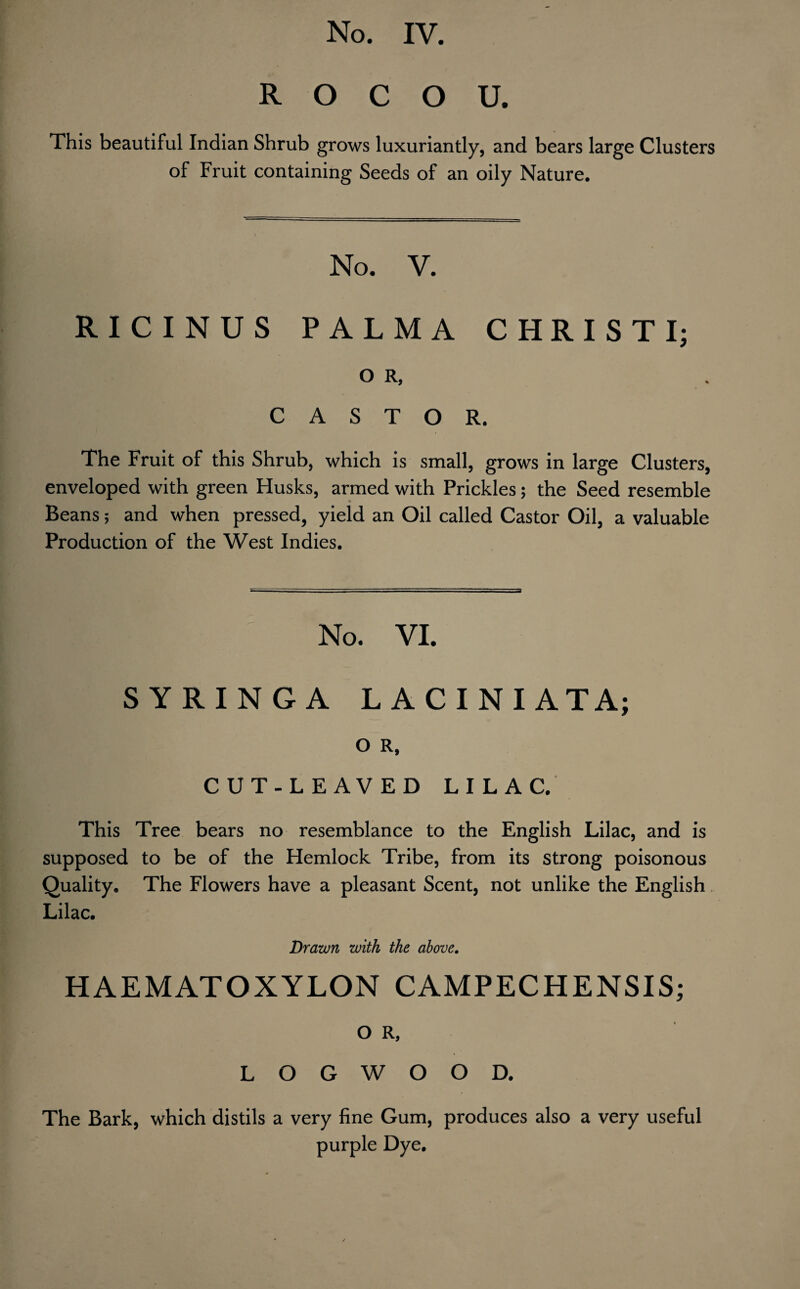 No. IV.
R O C O U.
This beautiful Indian Shrub grows luxuriantly, and bears large Clusters
of Fruit containing Seeds of an oily Nature.
No. V.
RICINUS PALMA CHRISTI;
O R,
C A S T O R.
The Fruit of this Shrub, which is small, grows in large Clusters,
enveloped with green Husks, armed with Prickles; the Seed resemble
Beans; and when pressed, yield an Oil called Castor Oil, a valuable
Production of the West Indies.
No. VI.
SYRINGA LACINIATA;
O R,
CUT-LEAVED LILAC.
This Tree bears no resemblance to the English Lilac, and is
supposed to be of the Hemlock Tribe, from its strong poisonous
Quality. The Flowers have a pleasant Scent, not unlike the English
Lilac.
Drawn with the above.
HAEMATOXYLON CAMPECHENSIS;
O R,
L O G W O O D.
The Bark, which distils a very fine Gum, produces also a very useful
purple Dye.